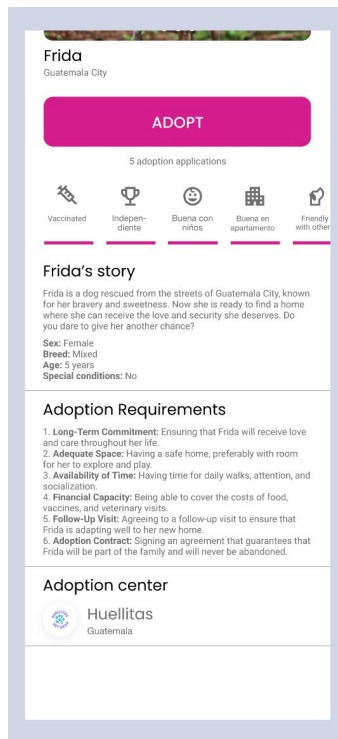 Frida
Guatemala City
ADOPT
5 adoption applications
Vaccinated
Indepen-
diente
Buena con
niños
Buena en
apartamento
Friendly
with other
Frida's story
Frida is a dog rescued from the streets of Guatemala City, known
for her bravery and sweetness. Now she is ready to find a home
where she can receive the love and security she deserves. Do
you dare to give her another chance?
Sex: Female
Breed: Mixed
Age: 5 years
Special conditions: No
Adoption Requirements
1. Long-Term Commitment: Ensuring that Frida will receive love
and care throughout her life.
2. Adequate Space: Having a safe home, preferably with room
for her to explore and play.
3. Availability of Time: Having time for daily walks, attention, and
socialization.
4. Financial Capacity: Being able to cover the costs of food,
vaccines, and veterinary visits.
5. Follow-Up Visit: Agreeing to a follow-up visit to ensure that
Frida is adapting well to her new home.
6. Adoption Contract: Signing an agreement that guarantees that
Frida will be part of the family and will never be abandoned.
Adoption center
Huellitas
Guatemala